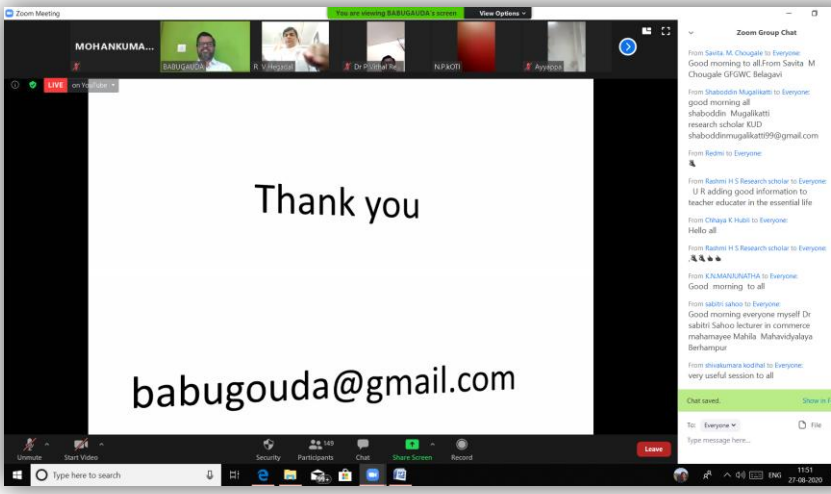 Zoom Meeting
You are viewing BABUGAUDA's screen
View Options
MOHANKUMA...
BABUGAUDA
R. V Hegadal
Dr P.Vitthal Re...
N.P.KOTI
Ayyappa
LIVE on YouTube
Thank you
babugouda@gmail.com
Zoom Group Chat
From Savita. M. Chougale to Everyone:
Good morning to all.From Savita M
Chougale GFGWC Belagavi
From Shaboddin Mugalikatti to Everyone:
good morning all
shaboddin Mugalikatti
research scholar KUD
shaboddinmugalikatti99@gmail.com
From Redmi to Everyone:
From Rashmi H S Research scholar to Everyone:
U R adding good information to
teacher educater in the essential life
From Chhaya K Hubli to Everyone:
Hello all
From Rashmi H S Research scholar to Everyone:
From K.N.MANJUNATHA to Everyone:
Good morning to all
From sabitri sahoo to Everyone:
Good morning everyone myself Dr
sabitri Sahoo lecturer in commerce
mahamayee Mahila Mahavidyalaya
Berhampur
From shivakumara kodihal to Everyone:
very useful session to all
Chat saved.
Show in F
To: Everyone
File
Type message here...
Unmute
Start Video
Security
Participants
149
Chat
Share Screen
Record
Leave
Type here to search
99+
ENG
11:51
27-08-2020